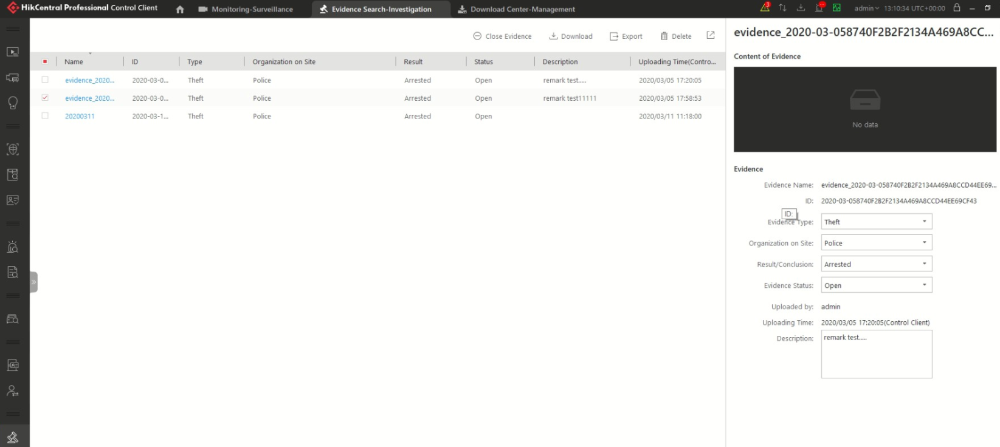 HikCentral Professional Control Client
Monitoring-Surveillance
Evidence Search-Investigation
Download Center-Management
3
admin
13:10:34 UTC+00:00
Close Evidence
Download
Export
Delete
Name ID Type Organization on Site Result Status Description Uploading Time(Contro...
evidence_2020... 2020-03-0... Theft Police Arrested Open remark test..... 2020/03/05 17:20:05
evidence_2020... 2020-03-0... Theft Police Arrested Open remark test11111 2020/03/05 17:58:53
20200311 2020-03-1... Theft Police Arrested Open 2020/03/11 11:18:00
evidence_2020-03-058740F2B2F2134A469A8CC...
Content of Evidence
No data
Evidence
Evidence Name: evidence_2020-03-058740F2B2F2134A469A8CCD44EE69...
ID: 2020-03-058740F2B2F2134A469A8CCD44EE69CF43
ID:
Evidence Type: Theft
Organization on Site: Police
Result/Conclusion: Arrested
Evidence Status: Open
Uploaded by: admin
Uploading Time: 2020/03/05 17:20:05(Control Client)
Description: remark test.....